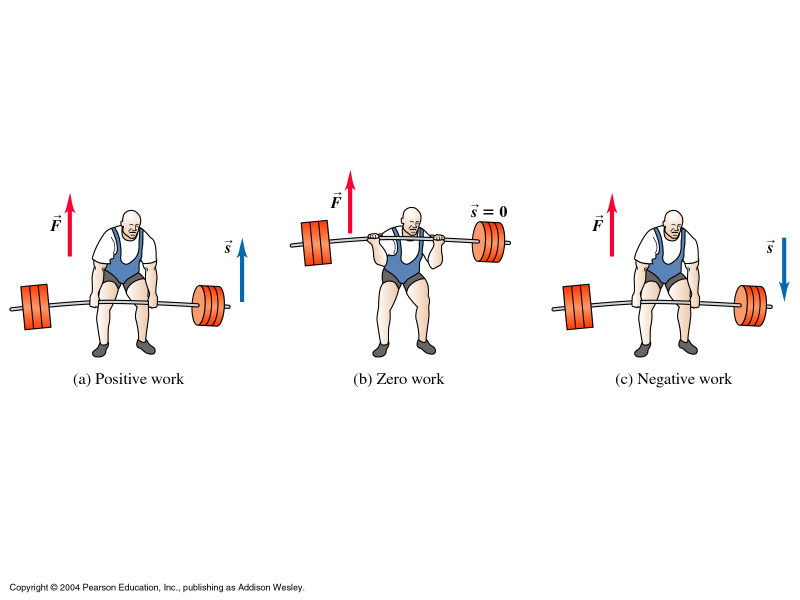 F⃗
s⃗
(a) Positive work
F⃗
s⃗ = 0
(b) Zero work
F⃗
s⃗
(c) Negative work
Copyright © 2004 Pearson Education, Inc., publishing as Addison Wesley.